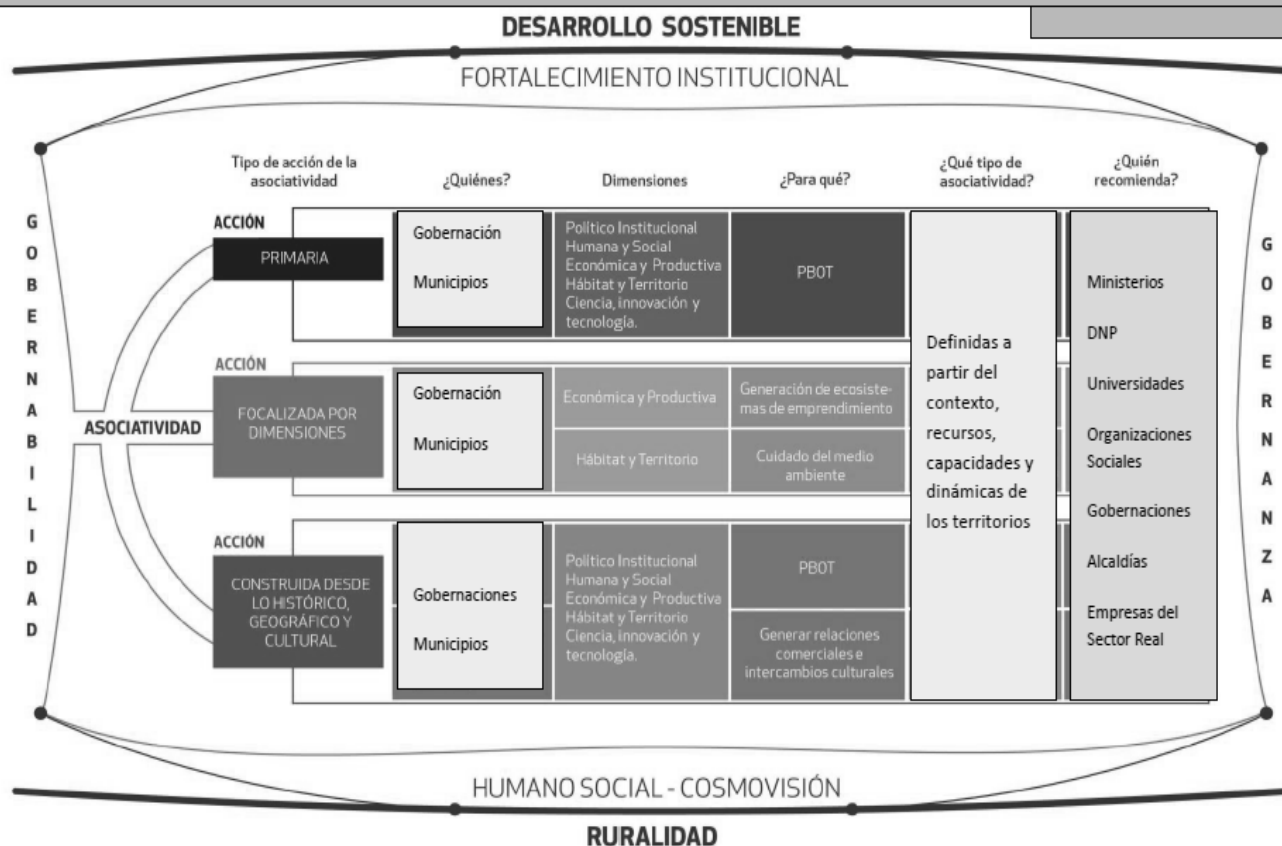 DESARROLLO SOSTENIBLE
FORTALECIMIENTO INSTITUCIONAL
Tipo de acción de la
asociatividad
¿Quiénes?
Dimensiones
¿Para qué?
¿Qué tipo de
asociatividad?
¿Quién
recomienda?
GOBERNABILIDAD
ASOCIATIVIDAD
ACCIÓN
PRIMARIA
Gobernación
Municipios
Político Institucional
Humana y Social
Económica y Productiva
Hábitat y Territorio
Ciencia, innovación y
tecnología.
PBOT
ACCIÓN
FOCALIZADA POR
DIMENSIONES
Gobernación
Municipios
Económica y Productiva
Generación de ecosiste-
mas de emprendimiento
Hábitat y Territorio
Cuidado del medio
ambiente
ACCIÓN
CONSTRUIDA DESDE
LO HISTÓRICO,
GEOGRÁFICO Y
CULTURAL
Gobernaciones
Municipios
Político Institucional
Humana y Social
Económica y Productiva
Hábitat y Territorio
Ciencia, innovación y
tecnología.
PBOT
Generar relaciones
comerciales e
intercambios culturales
Definidas a
partir del
contexto,
recursos,
capacidades y
dinámicas de
los territorios
Ministerios
DNP
Universidades
Organizaciones
Sociales
Gobernaciones
Alcaldías
Empresas del
Sector Real
GOBERNANZA
HUMANO SOCIAL - COSMOVISIÓN
RURALIDAD